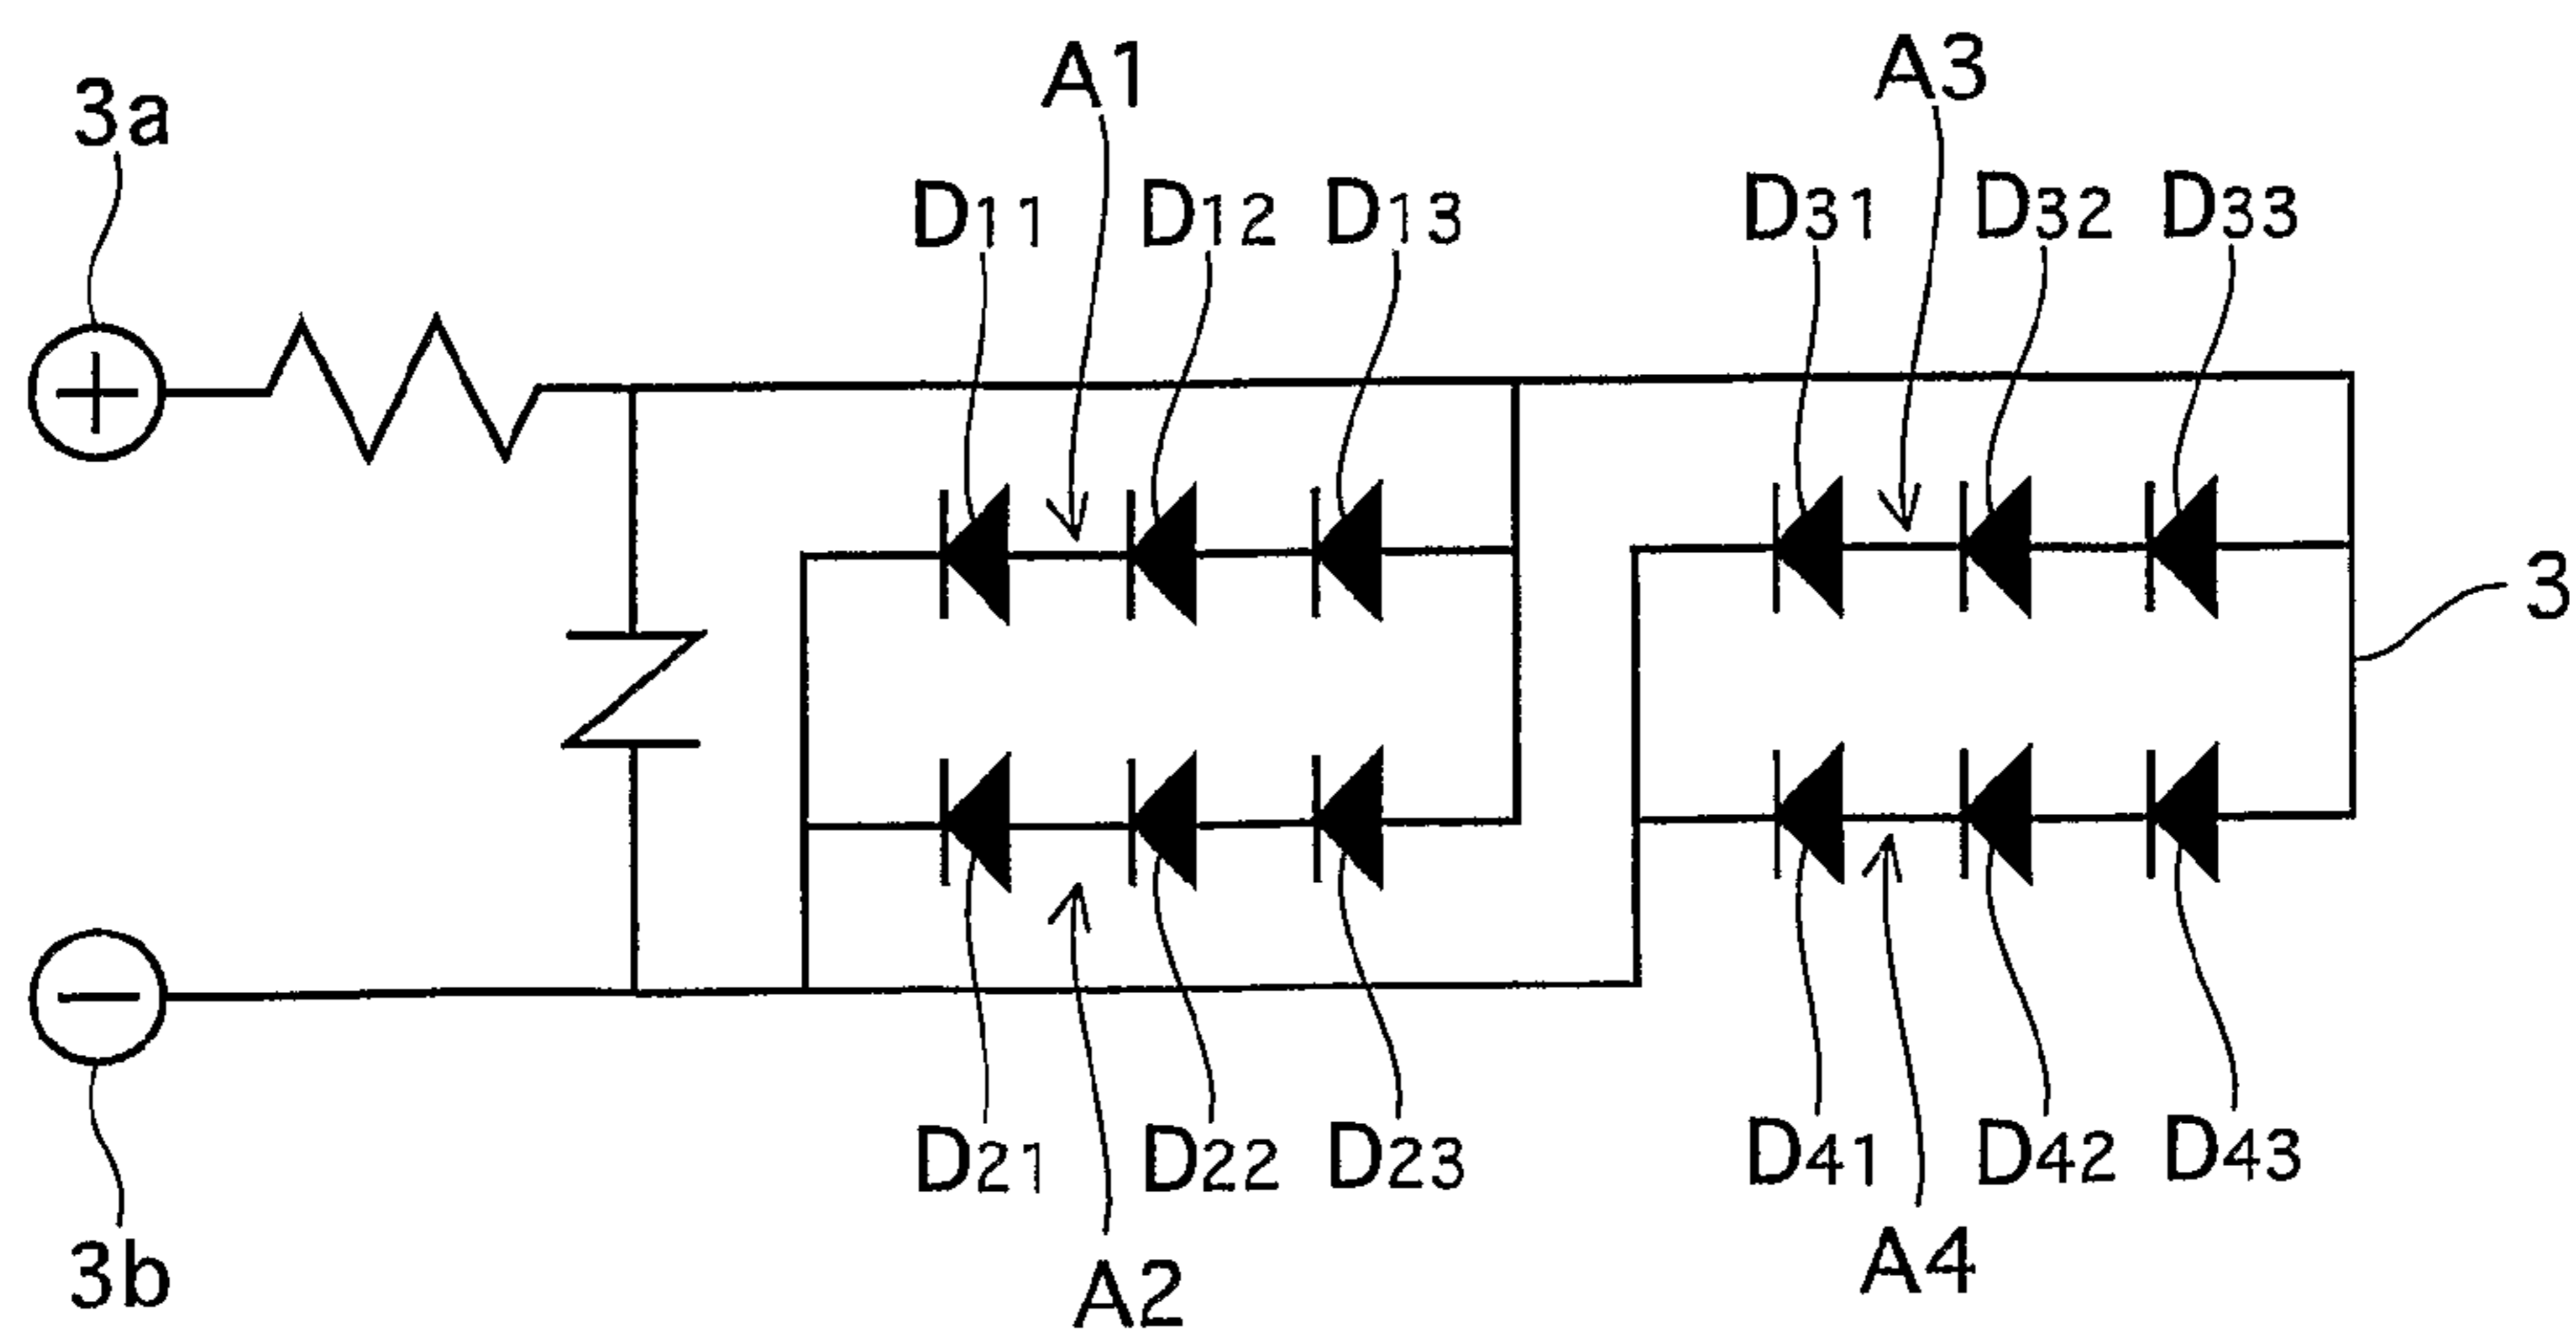 A1 A3
3a
D11 D12 D13 D31 D32 D33
+
3
−
D21 D22 D23 D41 D42 D43
3b A2 A4